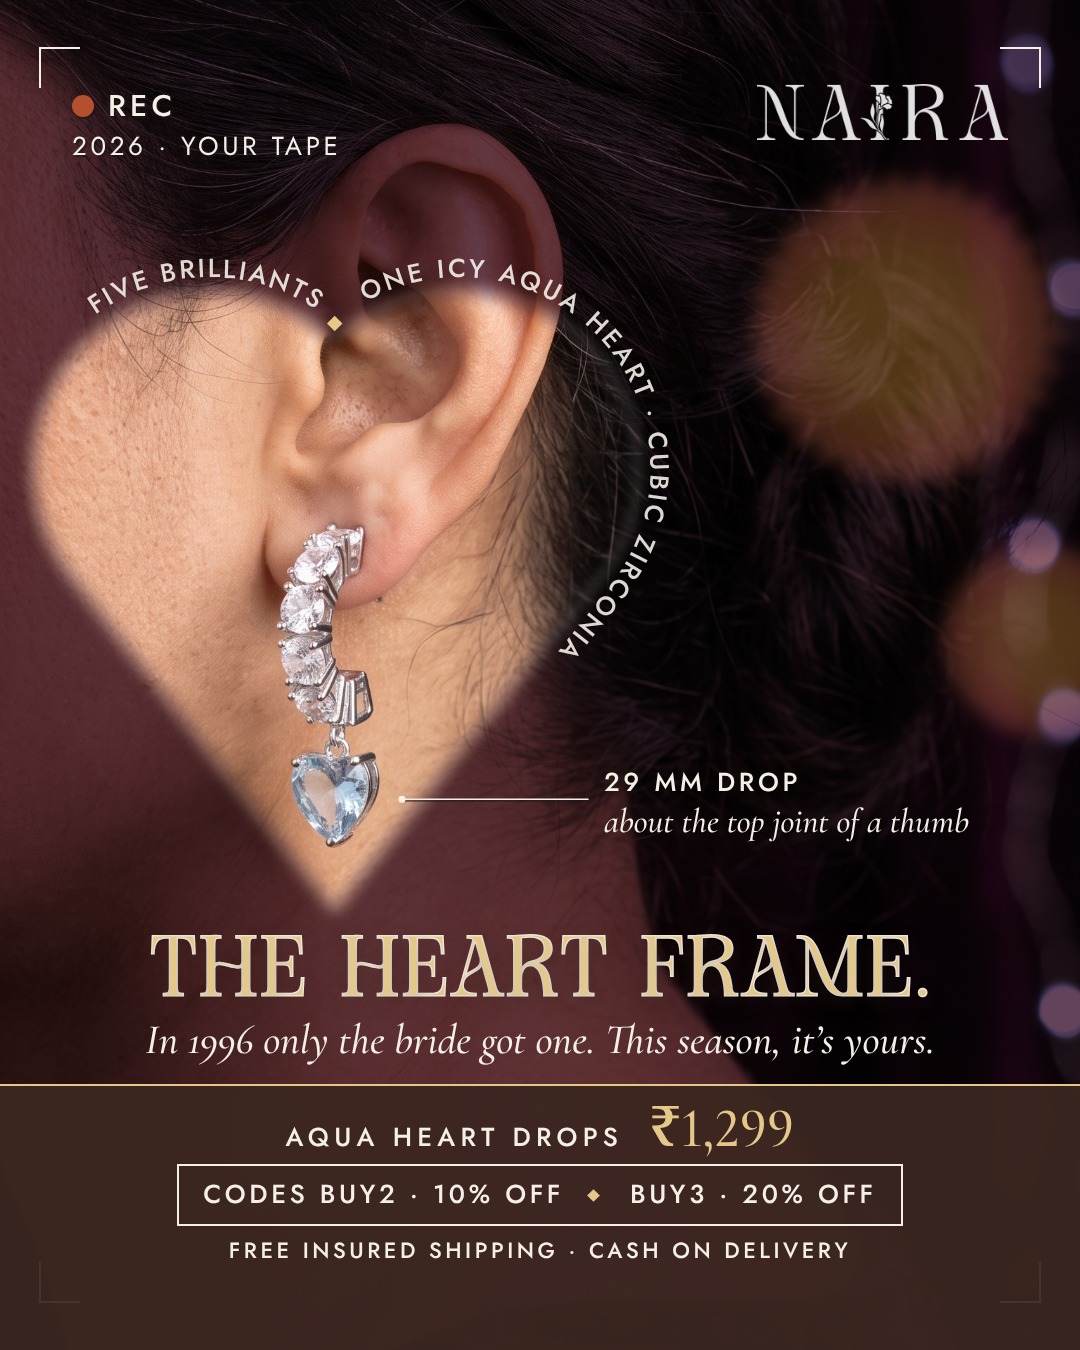 REC
2026 · YOUR TAPE
NAIRA
FIVE BRILLIANTS ◆ ONE ICY AQUA HEART · CUBIC ZIRCONIA
29 MM DROP
about the top joint of a thumb
THE HEART FRAME.
In 1996 only the bride got one. This season, it’s yours.
AQUA HEART DROPS ₹1,299
CODES BUY2 · 10% OFF ◆ BUY3 · 20% OFF
FREE INSURED SHIPPING · CASH ON DELIVERY